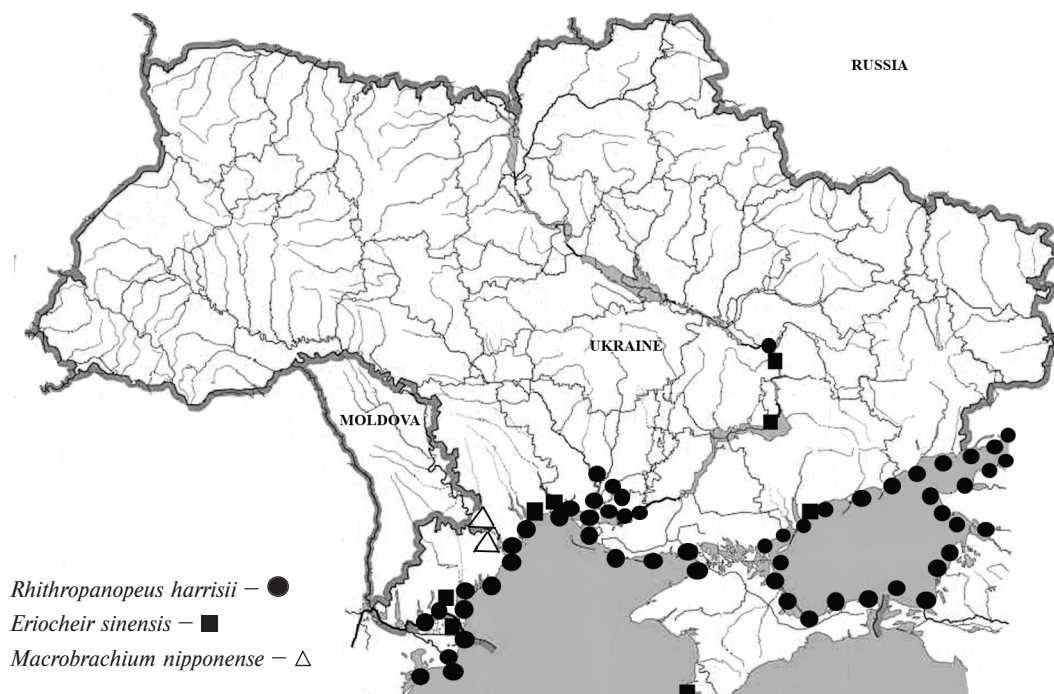 RUSSIA
UKRAINE
MOLDOVA
Rhithropanopeus harrisii –
Eriocheir sinensis –
Macrobrachium nipponense –